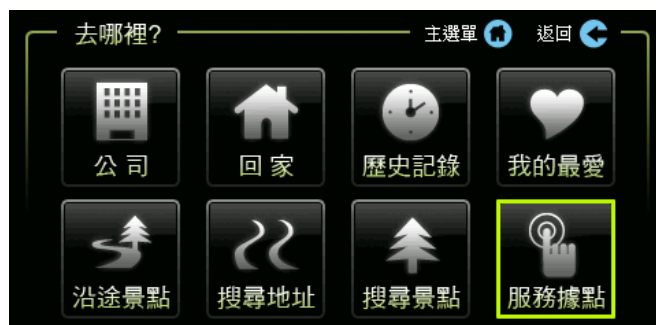 去哪裡? 主選單 返回
公司 回家 歷史記錄 我的最愛
沿途景點 搜尋地址 搜尋景點 服務據點